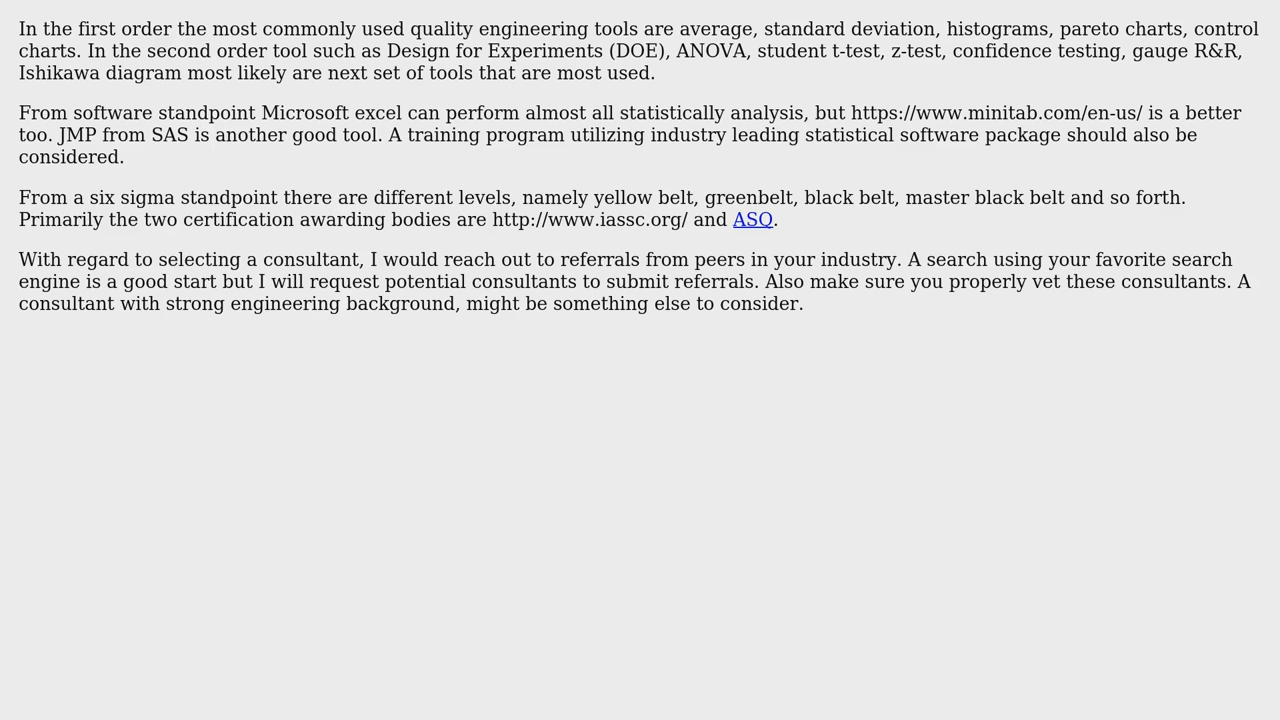 In the first order the most commonly used quality engineering tools are average, standard deviation, histograms, pareto charts, control
charts. In the second order tool such as Design for Experiments (DOE), ANOVA, student t-test, z-test, confidence testing, gauge R&R,
Ishikawa diagram most likely are next set of tools that are most used.
From software standpoint Microsoft excel can perform almost all statistically analysis, but https://www.minitab.com/en-us/ is a better
too. JMP from SAS is another good tool. A training program utilizing industry leading statistical software package should also be
considered.
From a six sigma standpoint there are different levels, namely yellow belt, greenbelt, black belt, master black belt and so forth.
Primarily the two certification awarding bodies are http://www.iassc.org/ and ASQ.
With regard to selecting a consultant, I would reach out to referrals from peers in your industry. A search using your favorite search
engine is a good start but I will request potential consultants to submit referrals. Also make sure you properly vet these consultants. A
consultant with strong engineering background, might be something else to consider.